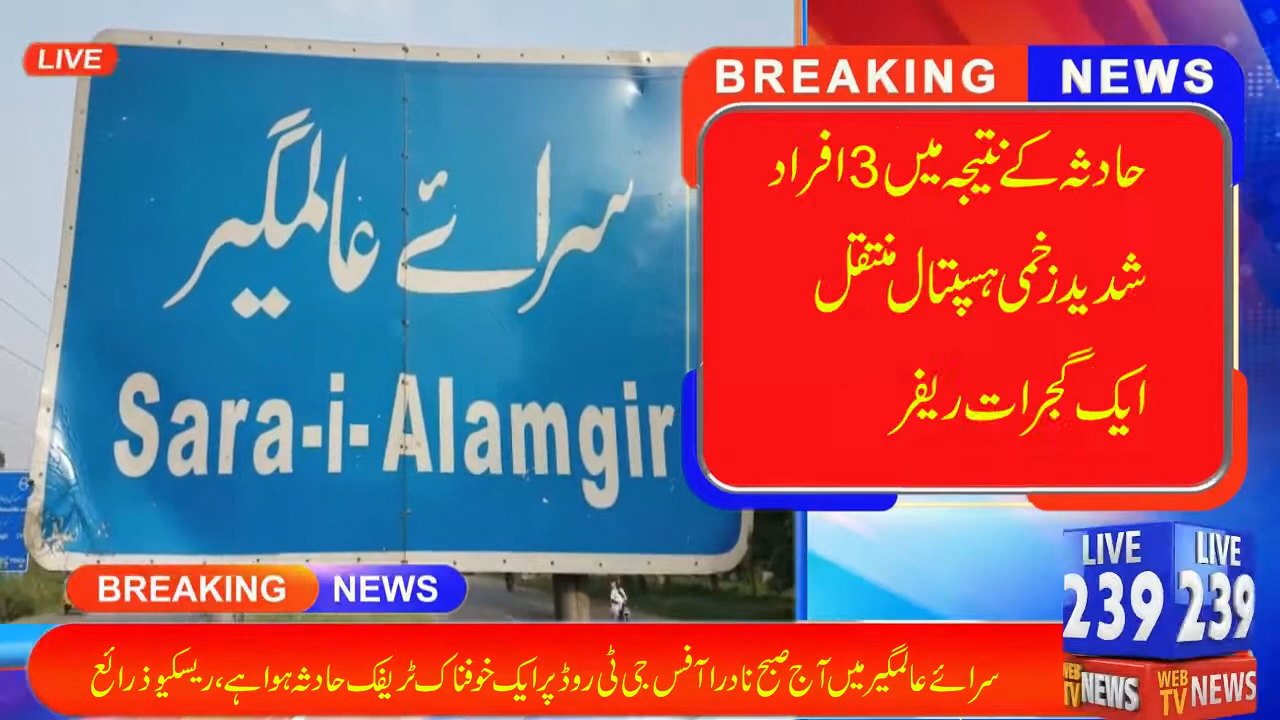 LIVE
سرائے عالمگیر
Sara-i-Alamgir
BREAKING NEWS
حادثہ کے نتیجہ میں 3 افراد
شدید زخمی ہسپتال منتقل
ایک گجرات ریفر
BREAKING NEWS
سرائے عالمگیر میں آج صبح نادرا آفس جی ٹی روڈ پر ایک خوفناک ٹریفک حادثہ ہوا ہے، ریسکیو ذرائع
LIVE LIVE
239 239
WEB TV NEWS WEB TV NEWS